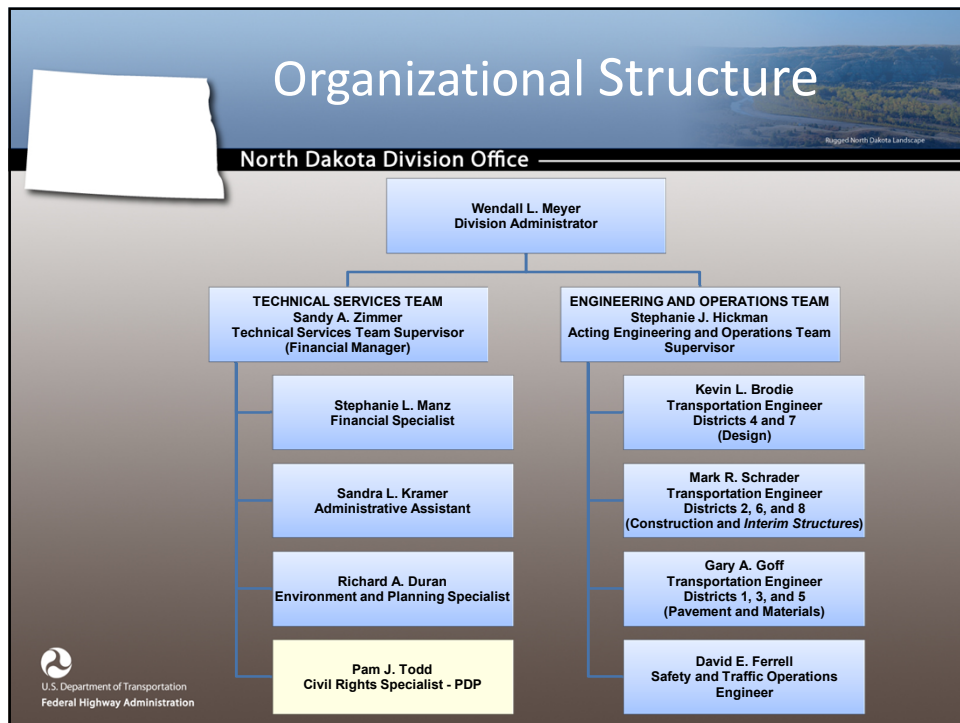 Organizational Structure
Rugged North Dakota Landscape
North Dakota Division Office
Wendall L. Meyer
Division Administrator
TECHNICAL SERVICES TEAM
Sandy A. Zimmer
Technical Services Team Supervisor
(Financial Manager)
Stephanie L. Manz
Financial Specialist
Sandra L. Kramer
Administrative Assistant
Richard A. Duran
Environment and Planning Specialist
Pam J. Todd
Civil Rights Specialist - PDP
ENGINEERING AND OPERATIONS TEAM
Stephanie J. Hickman
Acting Engineering and Operations Team
Supervisor
Kevin L. Brodie
Transportation Engineer
Districts 4 and 7
(Design)
Mark R. Schrader
Transportation Engineer
Districts 2, 6, and 8
(Construction and Interim Structures)
Gary A. Goff
Transportation Engineer
Districts 1, 3, and 5
(Pavement and Materials)
David E. Ferrell
Safety and Traffic Operations
Engineer
U.S. Department of Transportation
Federal Highway Administration